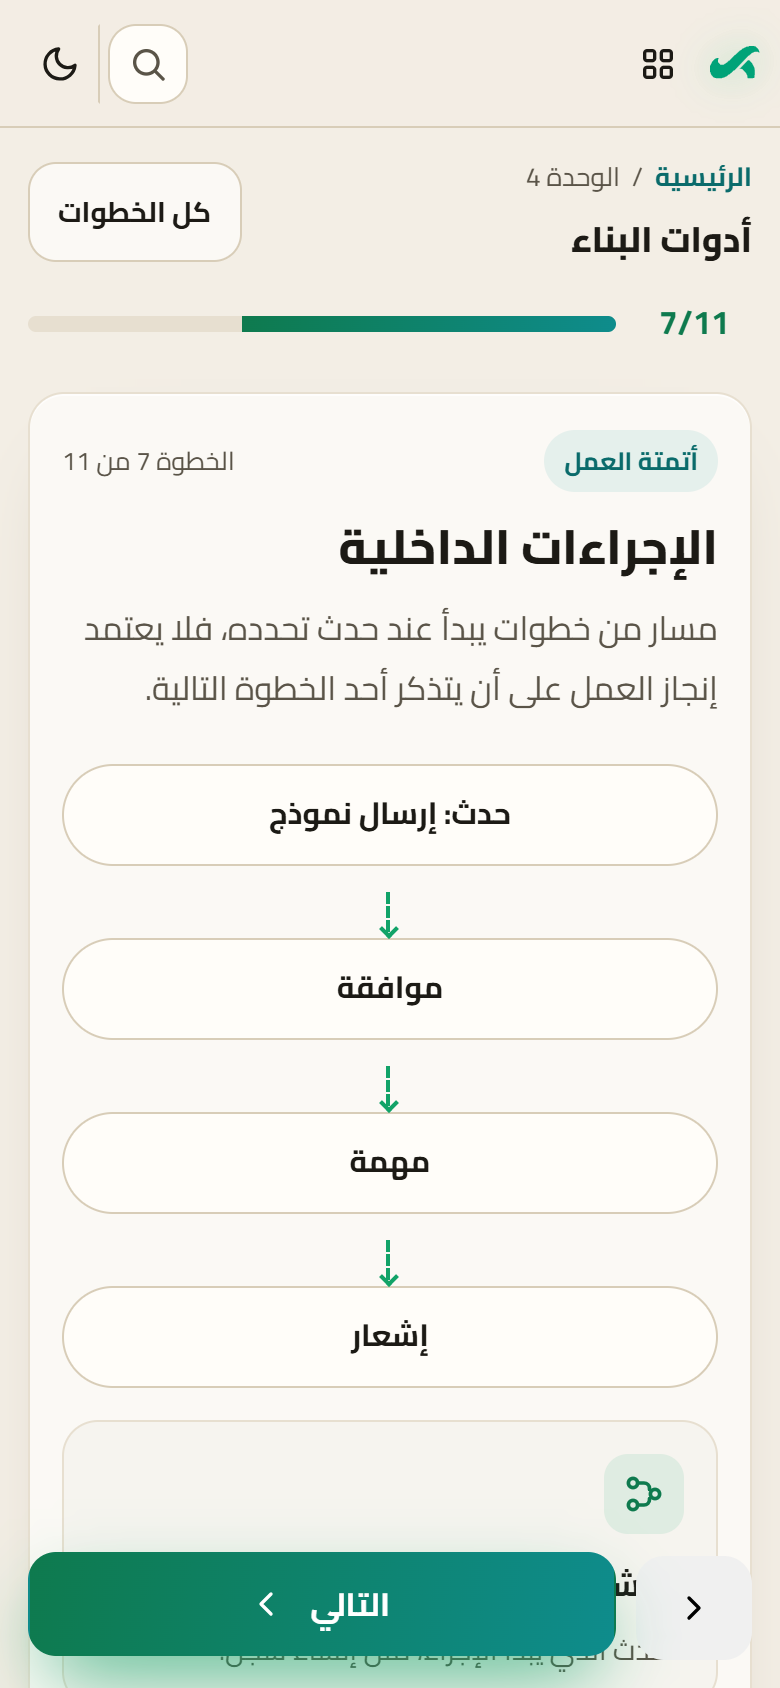 الرئيسية / الوحدة 4
أدوات البناء
كل الخطوات
7/11
أتمتة العمل
الخطوة 7 من 11
الإجراءات الداخلية
مسار من خطوات يبدأ عند حدث تحدده، فلا يعتمد
إنجاز العمل على أن يتذكر أحد الخطوة التالية.
حدث: إرسال نموذج
موافقة
مهمة
إشعار
التالي